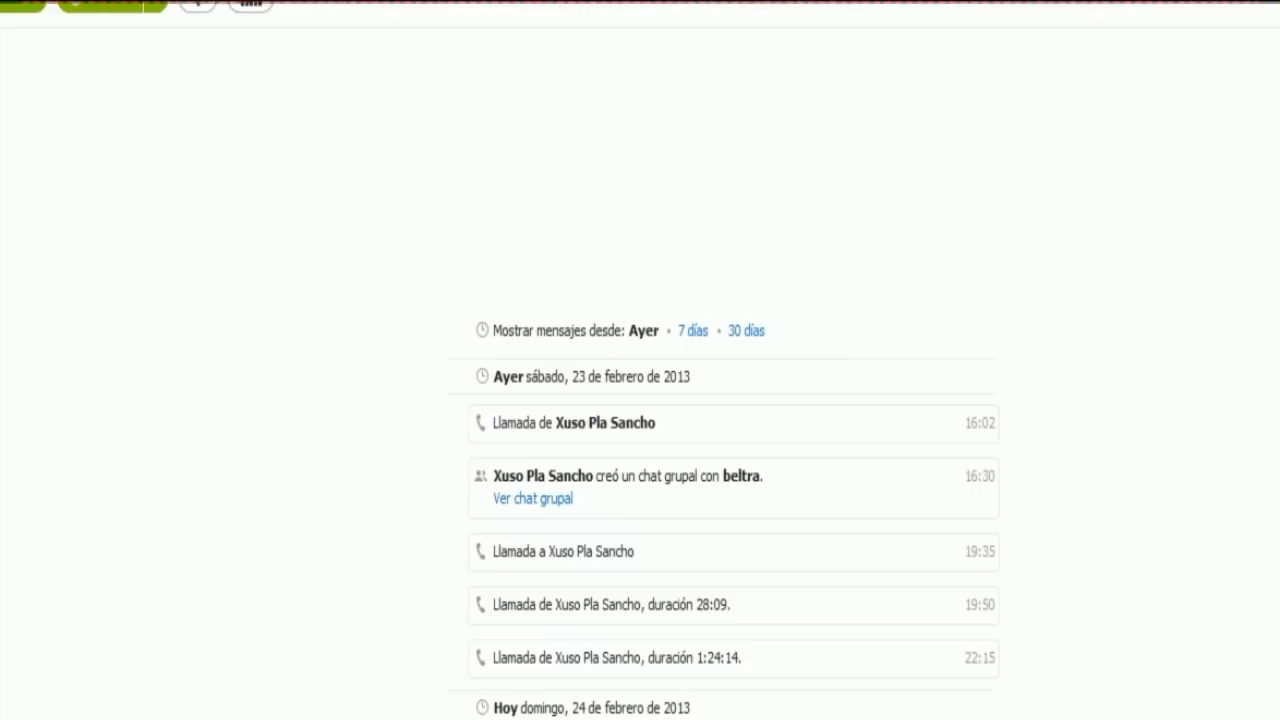 Mostrar mensajes desde: Ayer • 7 días • 30 días
Ayer sábado, 23 de febrero de 2013
Llamada de Xuso Pla Sancho 16:02
Xuso Pla Sancho creó un chat grupal con beltra. 16:30
Ver chat grupal
Llamada a Xuso Pla Sancho 19:35
Llamada de Xuso Pla Sancho, duración 28:09. 19:50
Llamada de Xuso Pla Sancho, duración 1:24:14. 22:15
Hoy domingo, 24 de febrero de 2013